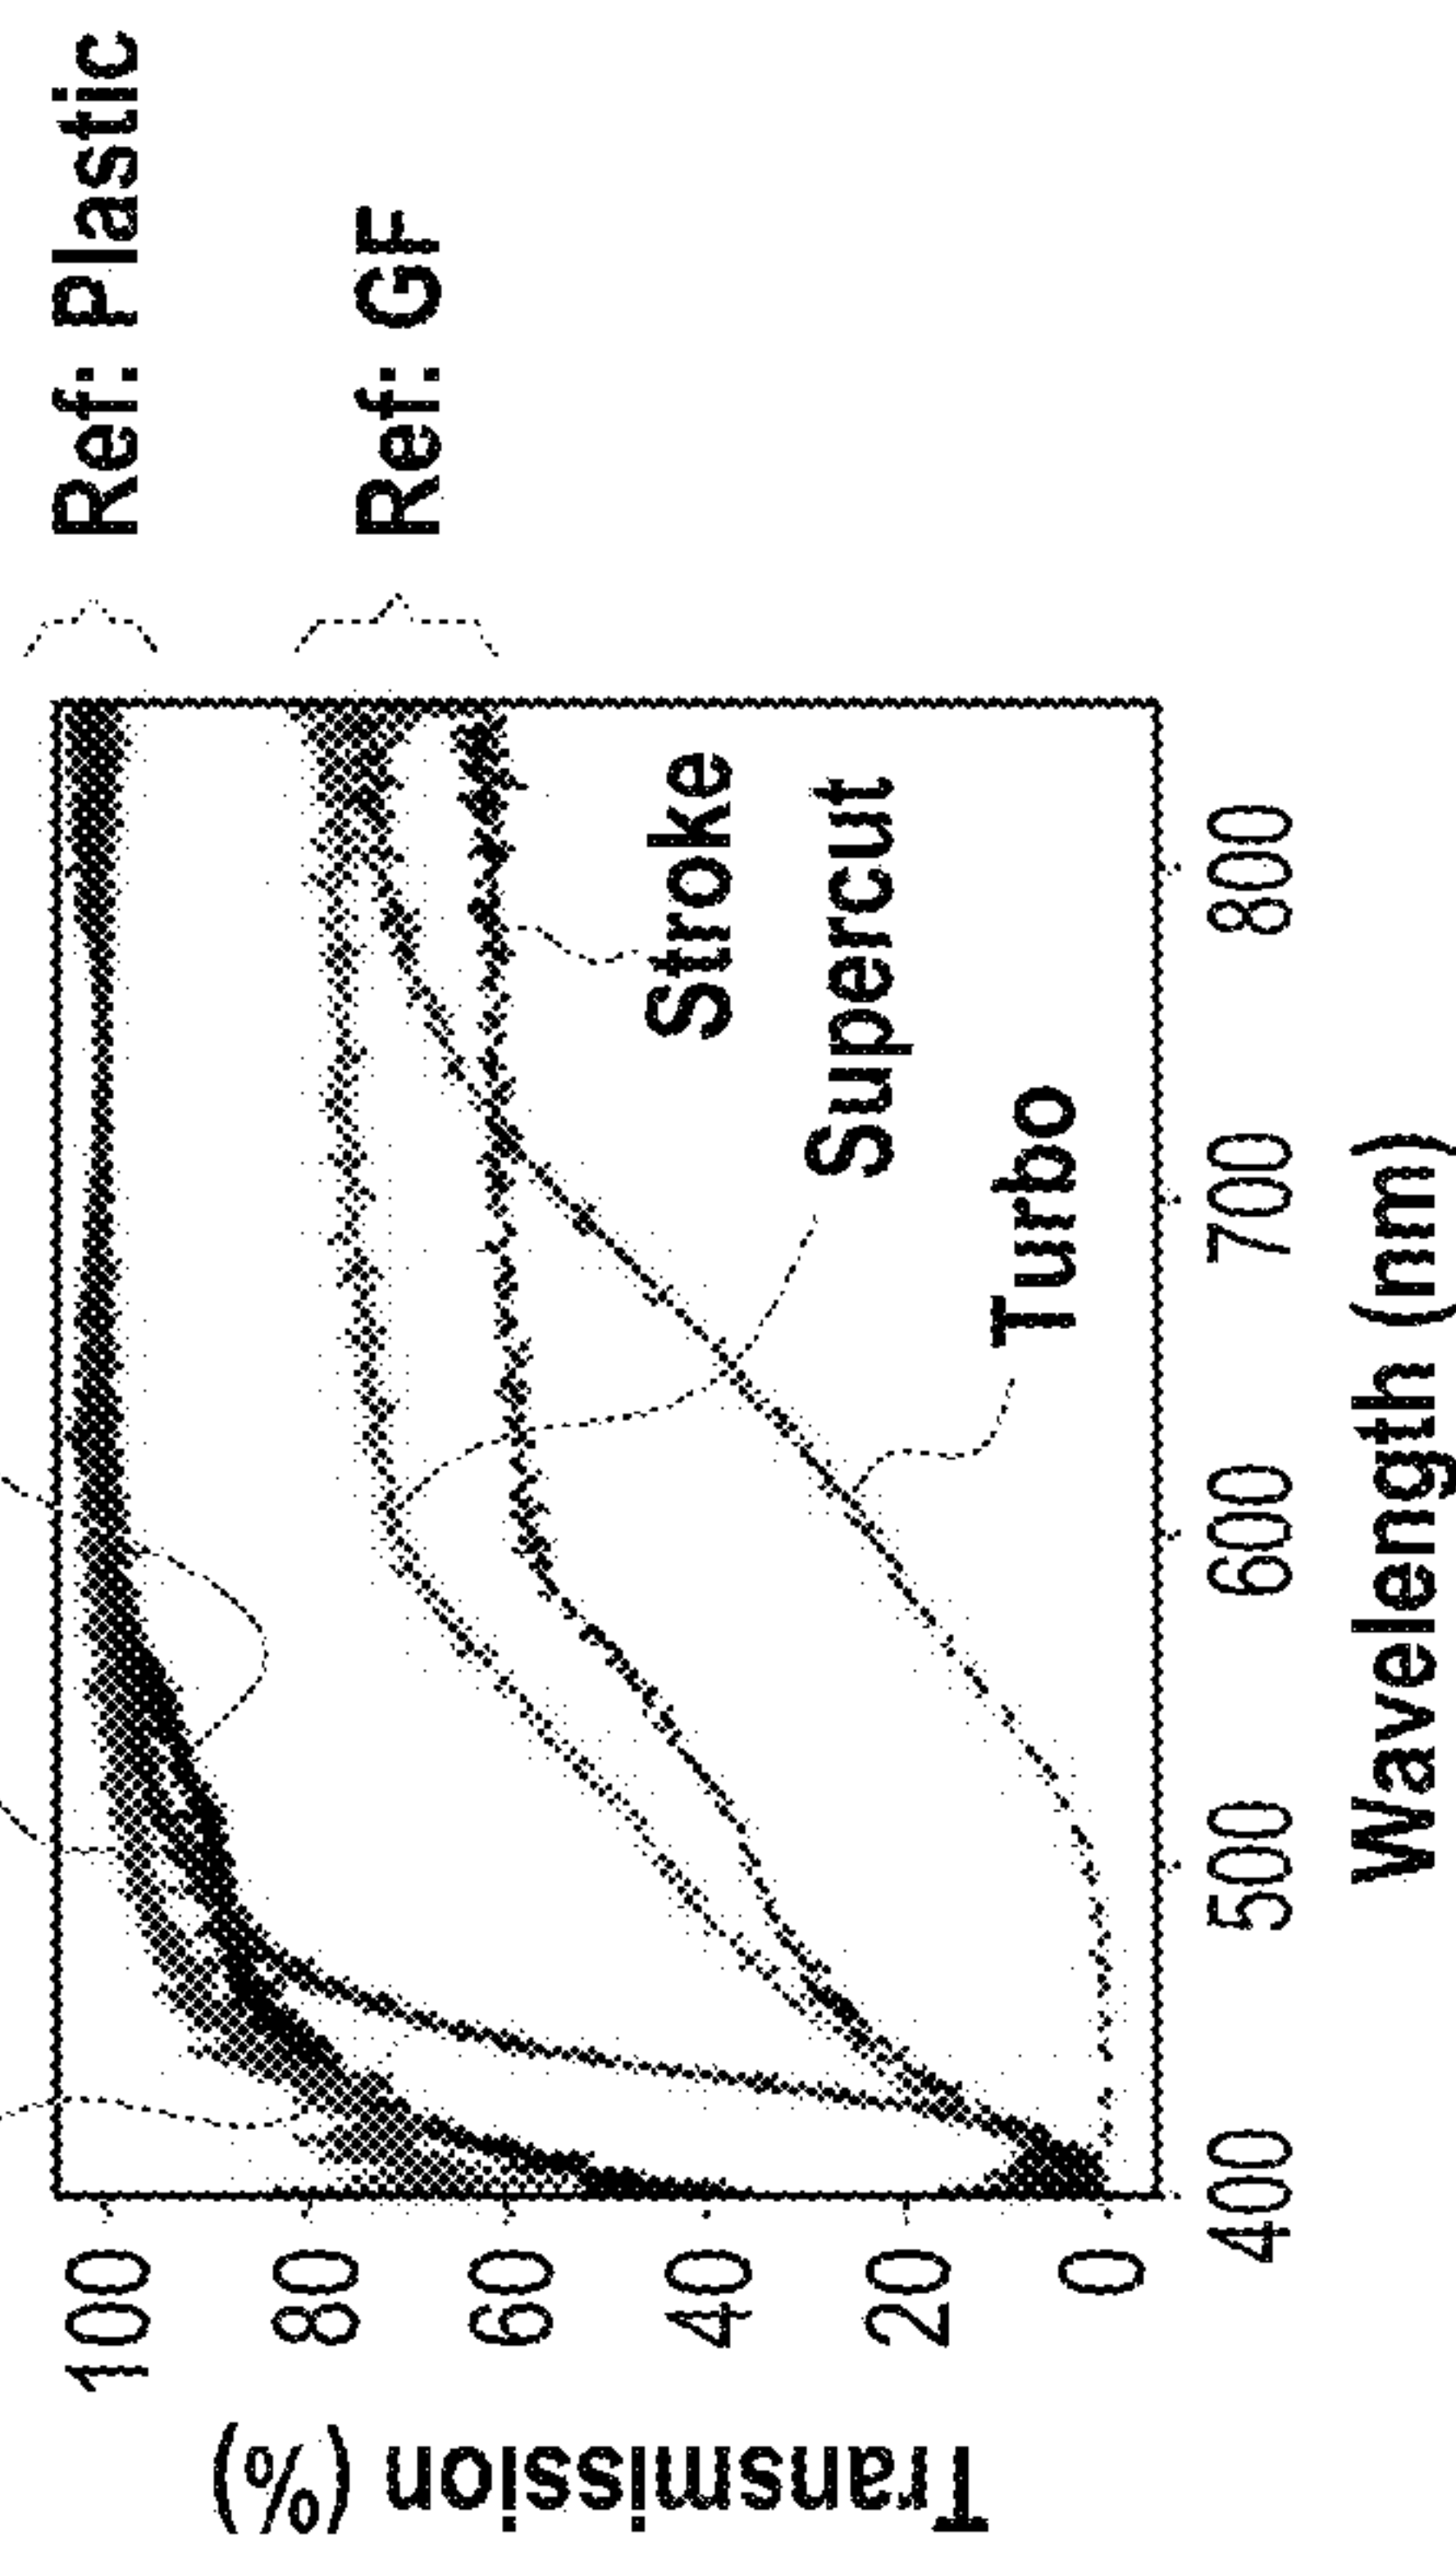 Transmission (%)
100
80
60
40
20
0
400
500
600
700
800
Wavelength (nm)
Ref: Plastic
Ref: GF
Stroke
Supercut
Turbo